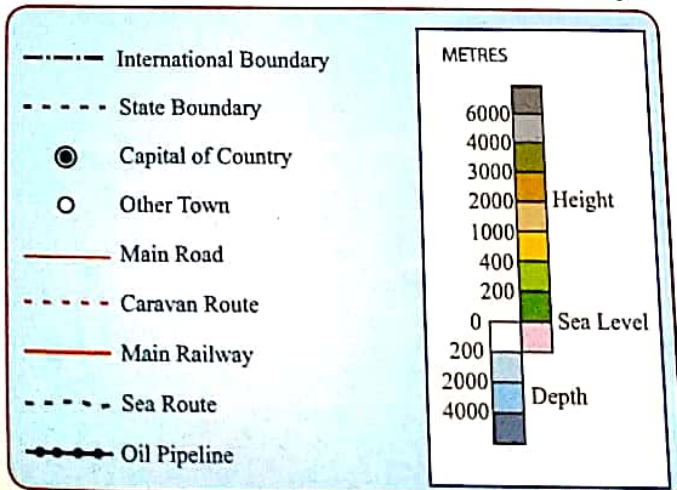 International Boundary
State Boundary
Capital of Country
Other Town
Main Road
Caravan Route
Main Railway
Sea Route
Oil Pipeline
METRES
6000
4000
3000
2000
Height
1000
400
200
0
Sea Level
200
2000
Depth
4000